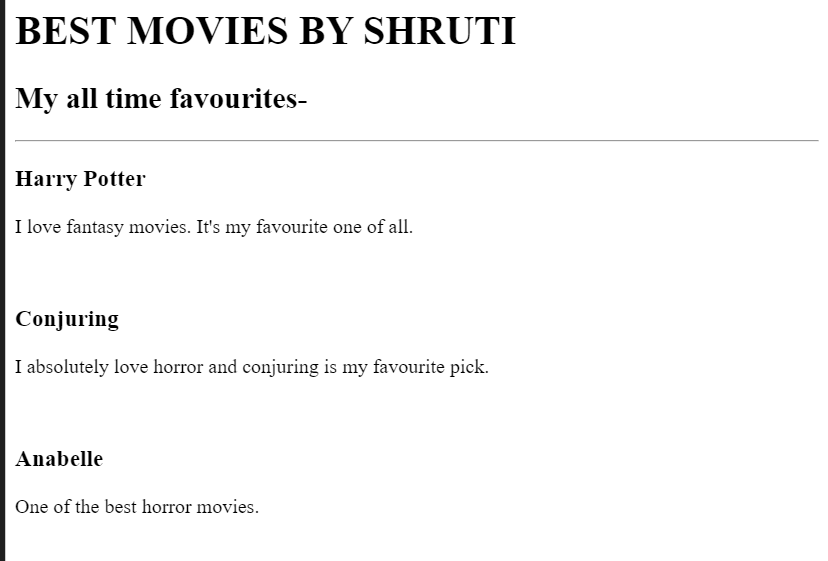 BEST MOVIES BY SHRUTI
My all time favourites-
Harry Potter
I love fantasy movies. It's my favourite one of all.
Conjuring
I absolutely love horror and conjuring is my favourite pick.
Anabelle
One of the best horror movies.